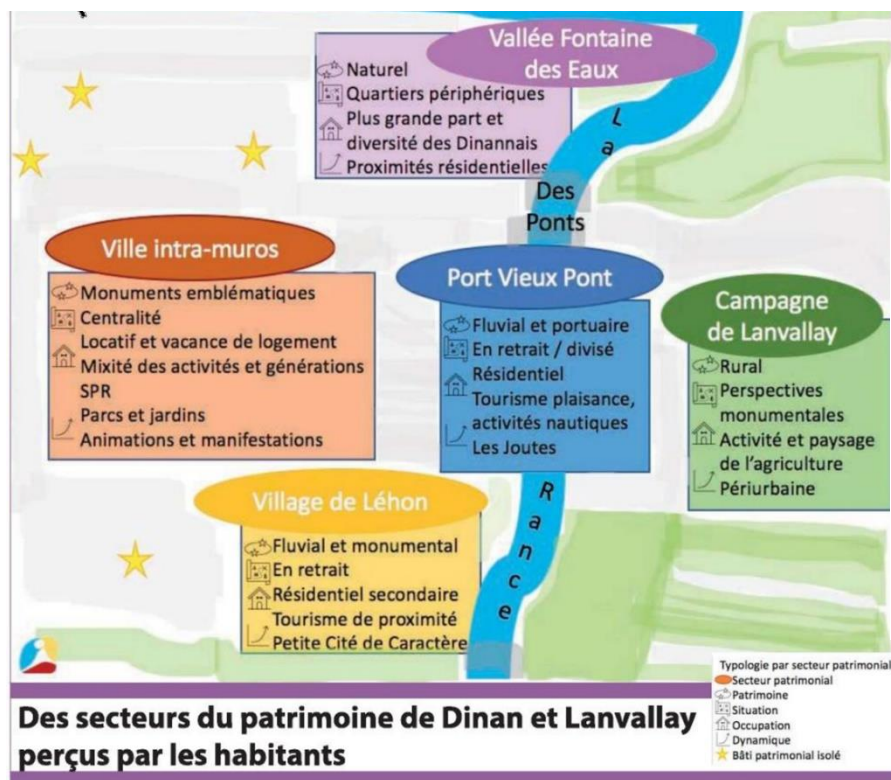 Vallée Fontaine
des Eaux
Naturel
Quartiers périphériques
Plus grande part et
diversité des Dinannais
Proximités résidentielles
La
Des
Ponts
Ville intra-muros
Monuments emblématiques
Centralité
Locatif et vacance de logement
Mixité des activités et générations
SPR
Parcs et jardins
Animations et manifestations
Port Vieux Pont
Fluvial et portuaire
En retrait / divisé
Résidentiel
Tourisme plaisance,
activités nautiques
Les Joutes
Campagne
de Lanvallay
Rural
Perspectives
monumentales
Activité et paysage
de l'agriculture
Périurbaine
Rance
Village de Léhon
Fluvial et monumental
En retrait
Résidentiel secondaire
Tourisme de proximité
Petite Cité de Caractère
Typologie par secteur patrimonial
Secteur patrimonial
Patrimoine
Situation
Occupation
Dynamique
Bâti patrimonial isolé
Des secteurs du patrimoine de Dinan et Lanvallay
perçus par les habitants